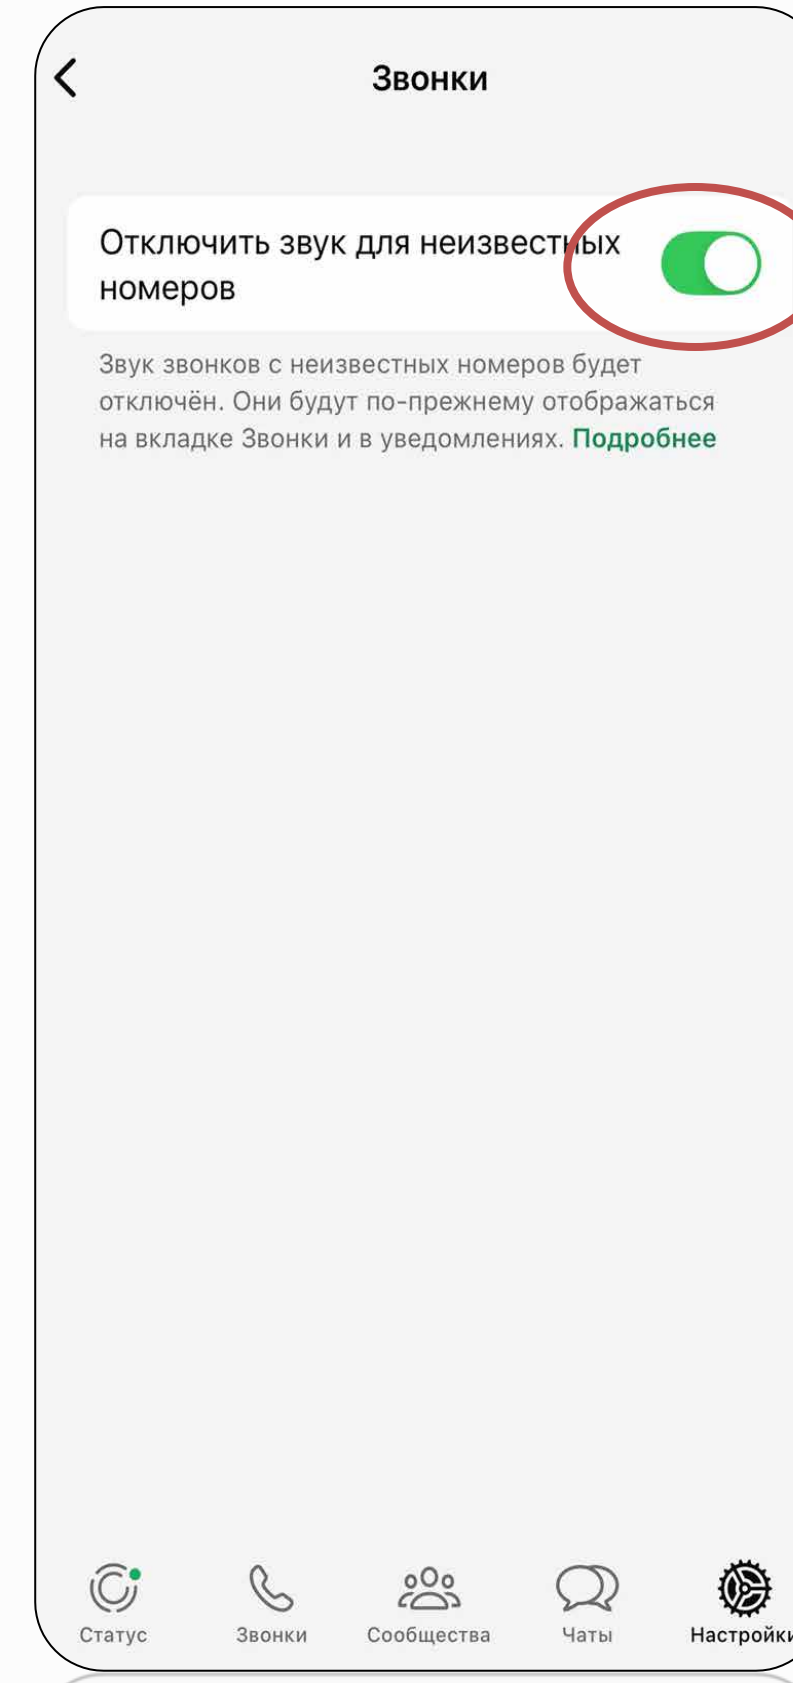 Звонки
Отключить звук для неизвестных
номеров
Звук звонков с неизвестных номеров будет
отключён. Они будут по-прежнему отображаться
на вкладке Звонки и в уведомлениях. Подробнее
Статус Звонки Сообщества Чаты Настройки